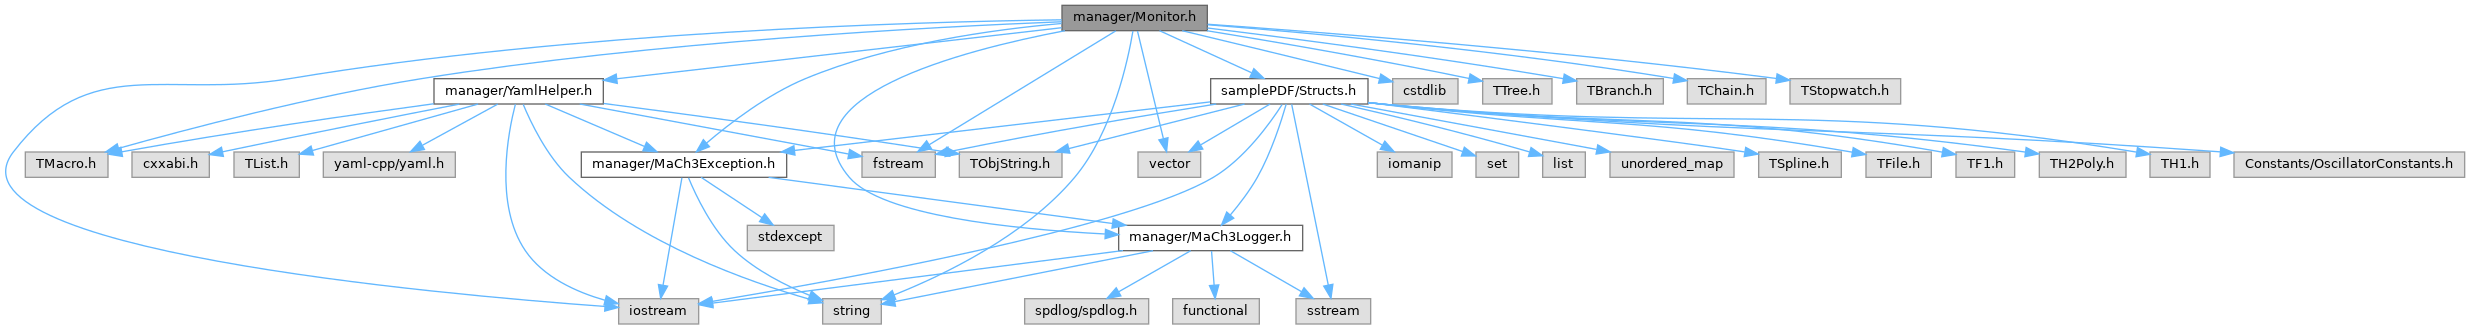 manager/Monitor.h
manager/YamlHelper.h
samplePDF/Structs.h
cstdlib
TTree.h
TBranch.h
TChain.h
TStopwatch.h
TMacro.h
cxxabi.h
TList.h
yaml-cpp/yaml.h
manager/MaCh3Exception.h
fstream
TObjString.h
vector
iomanip
set
list
unordered_map
TSpline.h
TFile.h
TF1.h
TH2Poly.h
TH1.h
Constants/OscillatorConstants.h
stdexcept
manager/MaCh3Logger.h
iostream
string
spdlog/spdlog.h
functional
sstream